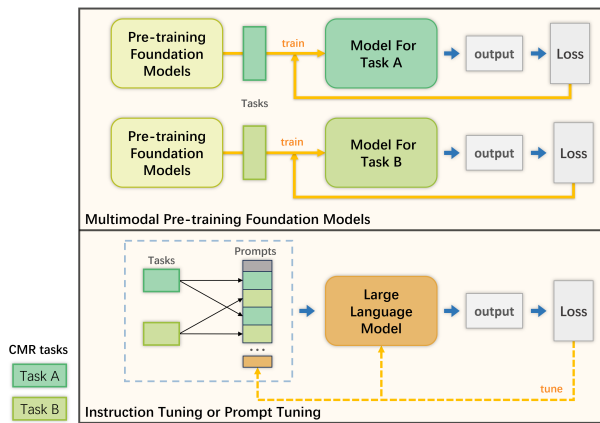 Pre-training
Foundation
Models
train
Model For
Task A
output
Loss
Tasks
Pre-training
Foundation
Models
train
Model For
Task B
output
Loss
Multimodal Pre-training Foundation Models
Tasks
Prompts
...
Large
Language
Model
output
Loss
tune
Instruction Tuning or Prompt Tuning
CMR tasks
Task A
Task B